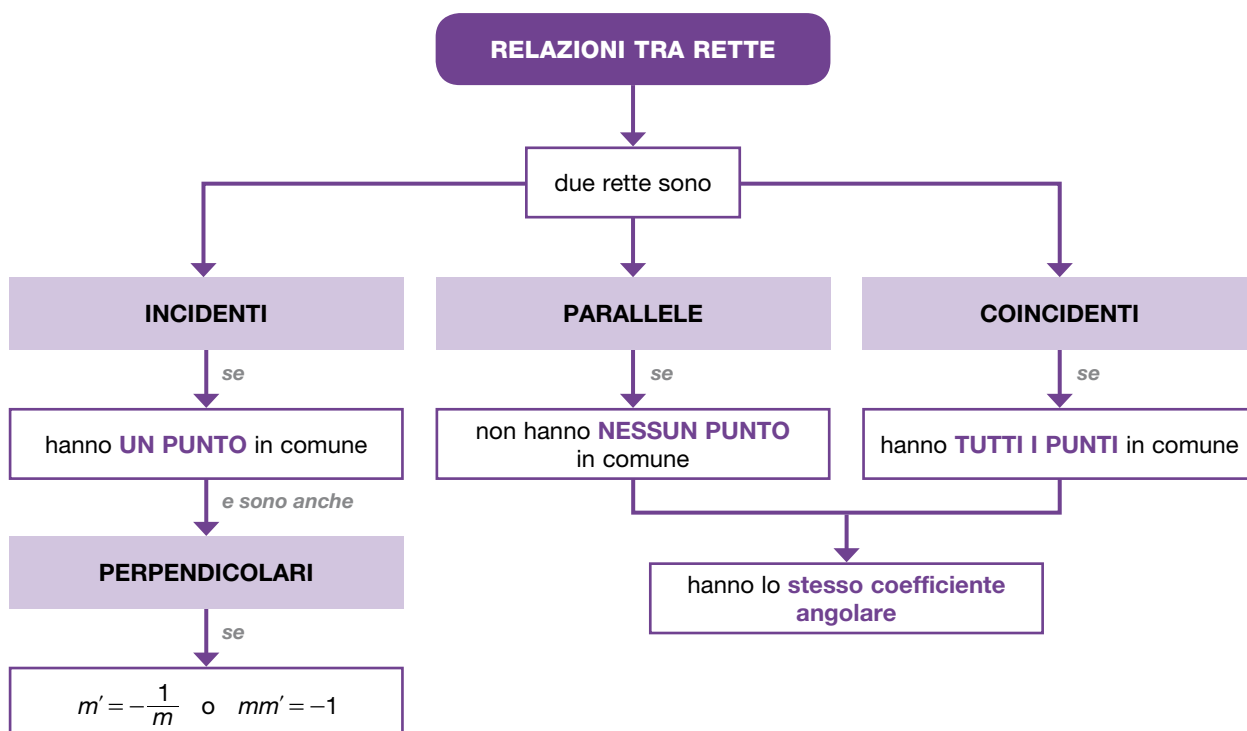 RELAZIONI TRA RETTE
due rette sono
INCIDENTI
PARALLELE
COINCIDENTI
se
se
se
hanno UN PUNTO in comune
non hanno NESSUN PUNTO
in comune
hanno TUTTI I PUNTI in comune
e sono anche
PERPENDICOLARI
hanno lo stesso coefficiente
angolare
se
m′ = −1/m o mm′ = −1